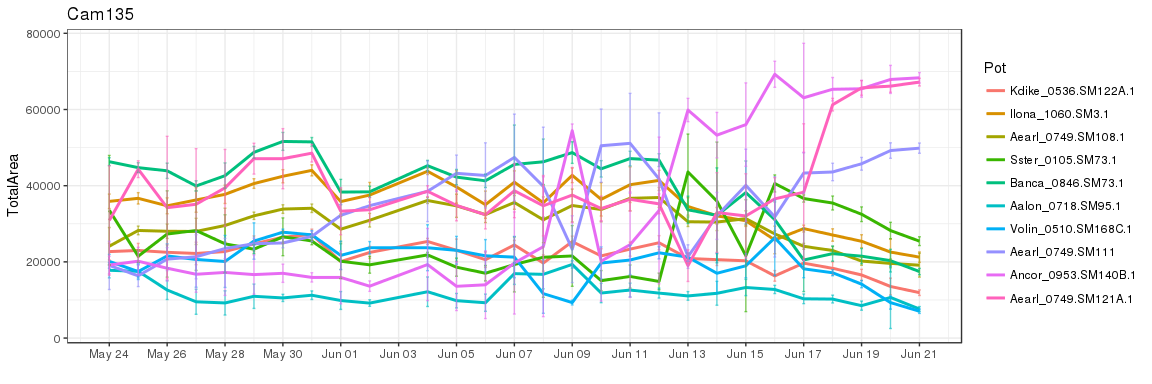 Cam135
TotalArea
80000
60000
40000
20000
0
May 24 May 26 May 28 May 30 Jun 01 Jun 03 Jun 05 Jun 07 Jun 09 Jun 11 Jun 13 Jun 15 Jun 17 Jun 19 Jun 21
Pot
Kdike_0536.SM122A.1
Ilona_1060.SM3.1
Aearl_0749.SM108.1
Sster_0105.SM73.1
Banca_0846.SM73.1
Aalon_0718.SM95.1
Volin_0510.SM168C.1
Aearl_0749.SM111
Ancor_0953.SM140B.1
Aearl_0749.SM121A.1